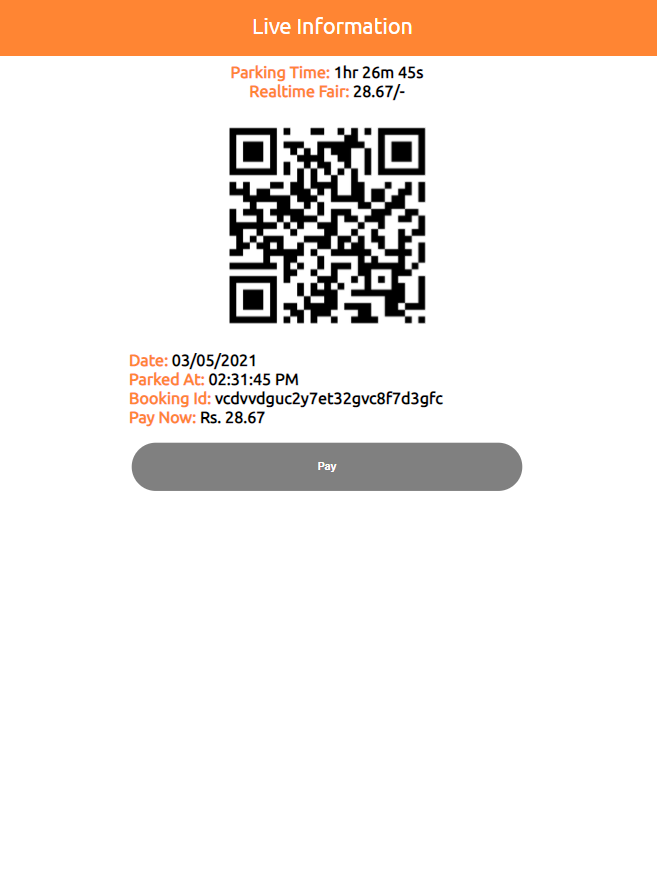 Live Information
Parking Time: 1hr 26m 45s
Realtime Fair: 28.67/-
Date: 03/05/2021
Parked At: 02:31:45 PM
Booking Id: vcdvvdguc2y7et32gvc8f7d3gfc
Pay Now: Rs. 28.67
Pay